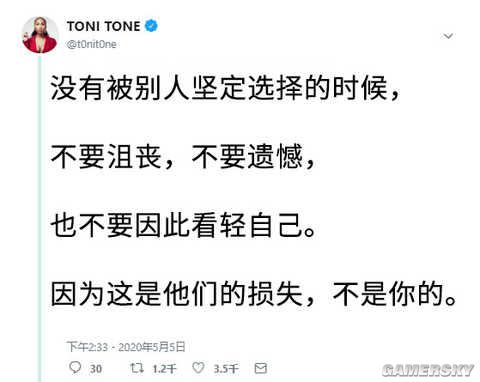 TONI TONE
@t0nit0ne
没有被别人坚定选择的时候，
不要沮丧，不要遗憾，
也不要因此看轻自己。
因为这是他们的损失，不是你的。
下午2:33 - 2020年5月5日
30 1.2千 3.5千
GAMERSKY